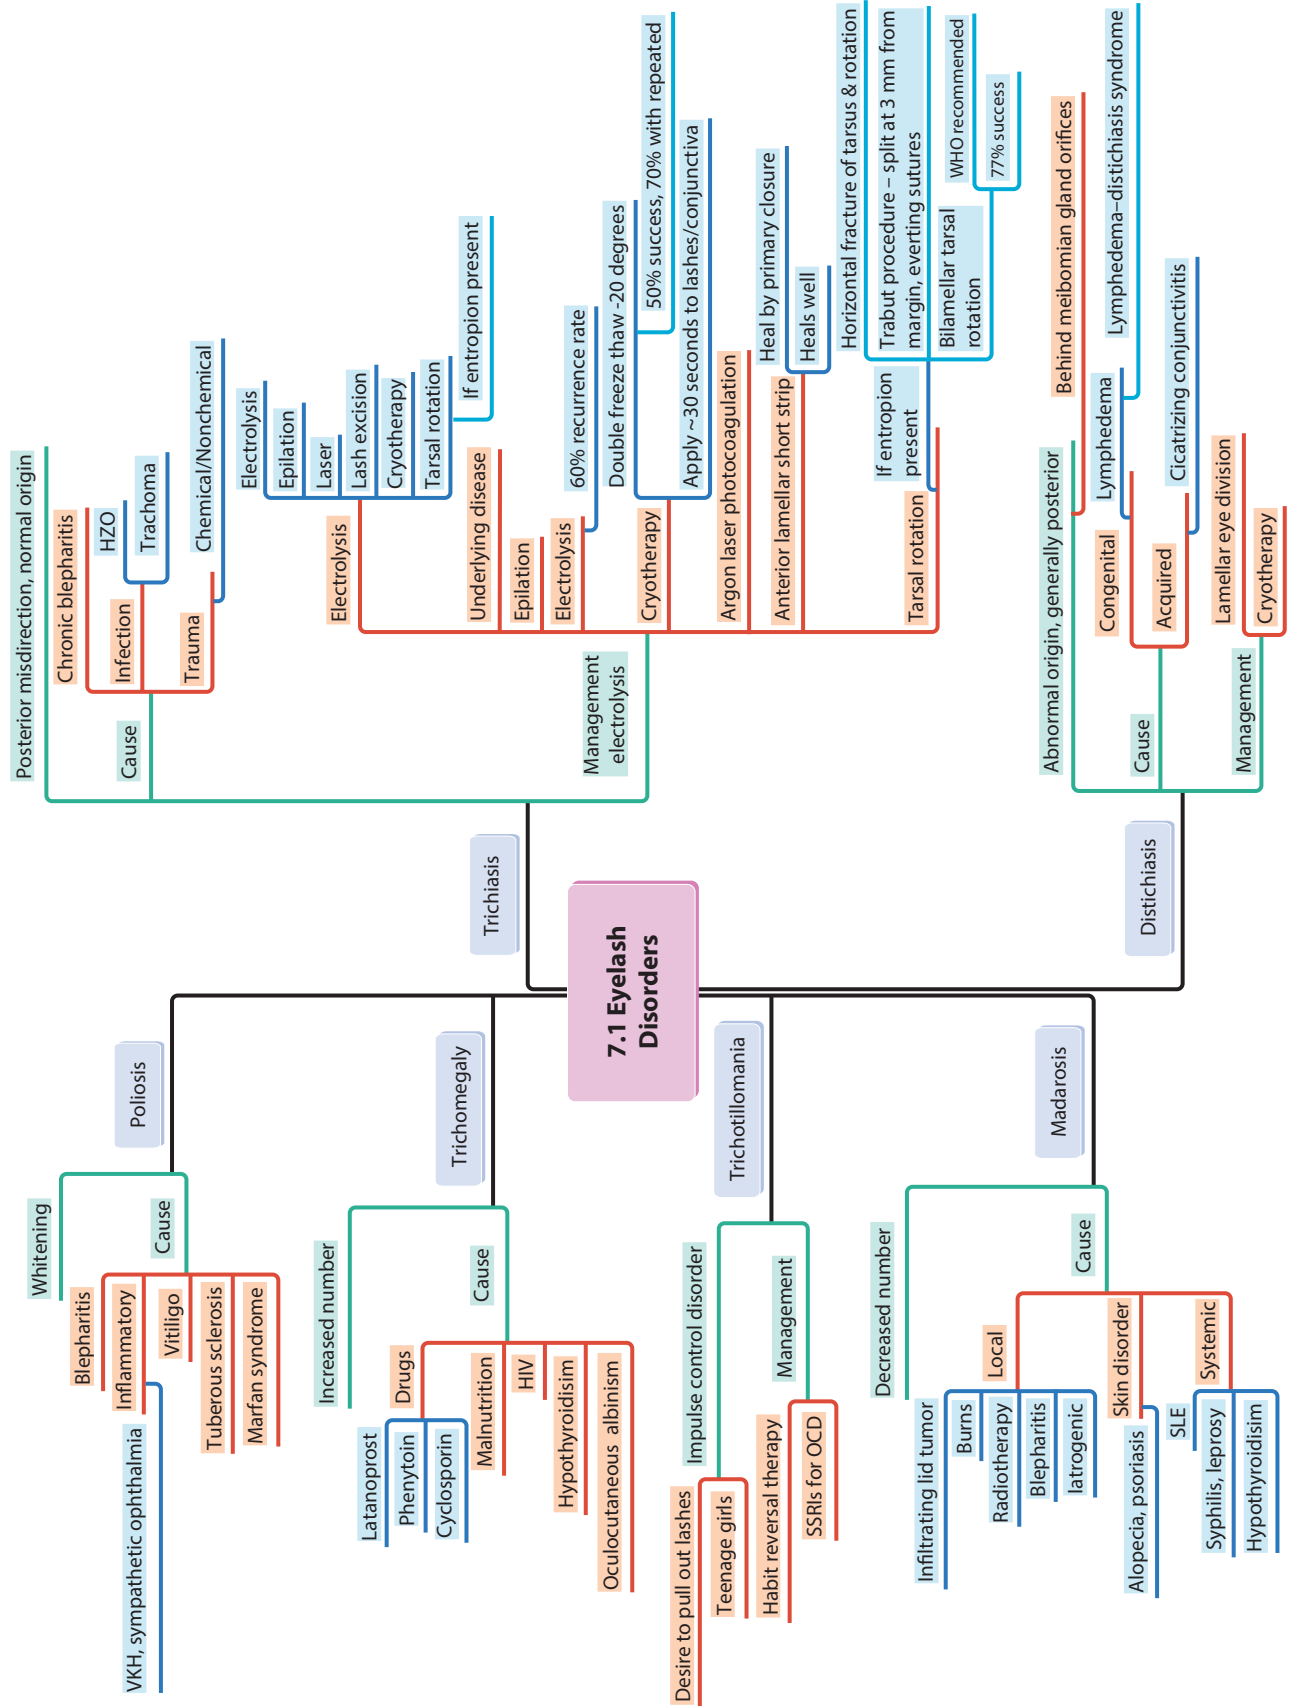 7.1 Eyelash
Disorders
Poliosis
Whitening
Cause
Blepharitis
Inflammatory
VKH, sympathetic ophthalmia
Vitiligo
Tuberous sclerosis
Marfan syndrome
Trichomegaly
Increased number
Cause
Drugs
Latanoprost
Phenytoin
Cyclosporin
Malnutrition
HIV
Hypothyroidisim
Oculocutaneous albinism
Trichotillomania
Impulse control disorder
Desire to pull out lashes
Teenage girls
Management
Habit reversal therapy
SSRIs for OCD
Madarosis
Decreased number
Cause
Local
Infiltrating lid tumor
Burns
Radiotherapy
Blepharitis
Iatrogenic
Skin disorder
Alopecia, psoriasis
Systemic
SLE
Syphilis, leprosy
Hypothyroidisim
Trichiasis
Posterior misdirection, normal origin
Cause
Chronic blepharitis
Infection
HZO
Trachoma
Trauma
Chemical/Nonchemical
Management
electrolysis
Electrolysis
Electrolysis
Epilation
Laser
Lash excision
Cryotherapy
Tarsal rotation
If entropion present
Underlying disease
Epilation
Electrolysis
60% recurrence rate
Cryotherapy
Double freeze thaw -20 degrees
50% success, 70% with repeated
Apply ~30 seconds to lashes/conjunctiva
Argon laser photocoagulation
Anterior lamellar short strip
Heal by primary closure
Heals well
Tarsal rotation
If entropion
present
Horizontal fracture of tarsus & rotation
Trabut procedure – split at 3 mm from
margin, everting sutures
Bilamellar tarsal
rotation
WHO recommended
77% success
Distichiasis
Abnormal origin, generally posterior
Behind meibomian gland orifices
Cause
Congenital
Lymphedema
Lymphedema–distichiasis syndrome
Acquired
Cicatrizing conjunctivitis
Management
Lamellar eye division
Cryotherapy